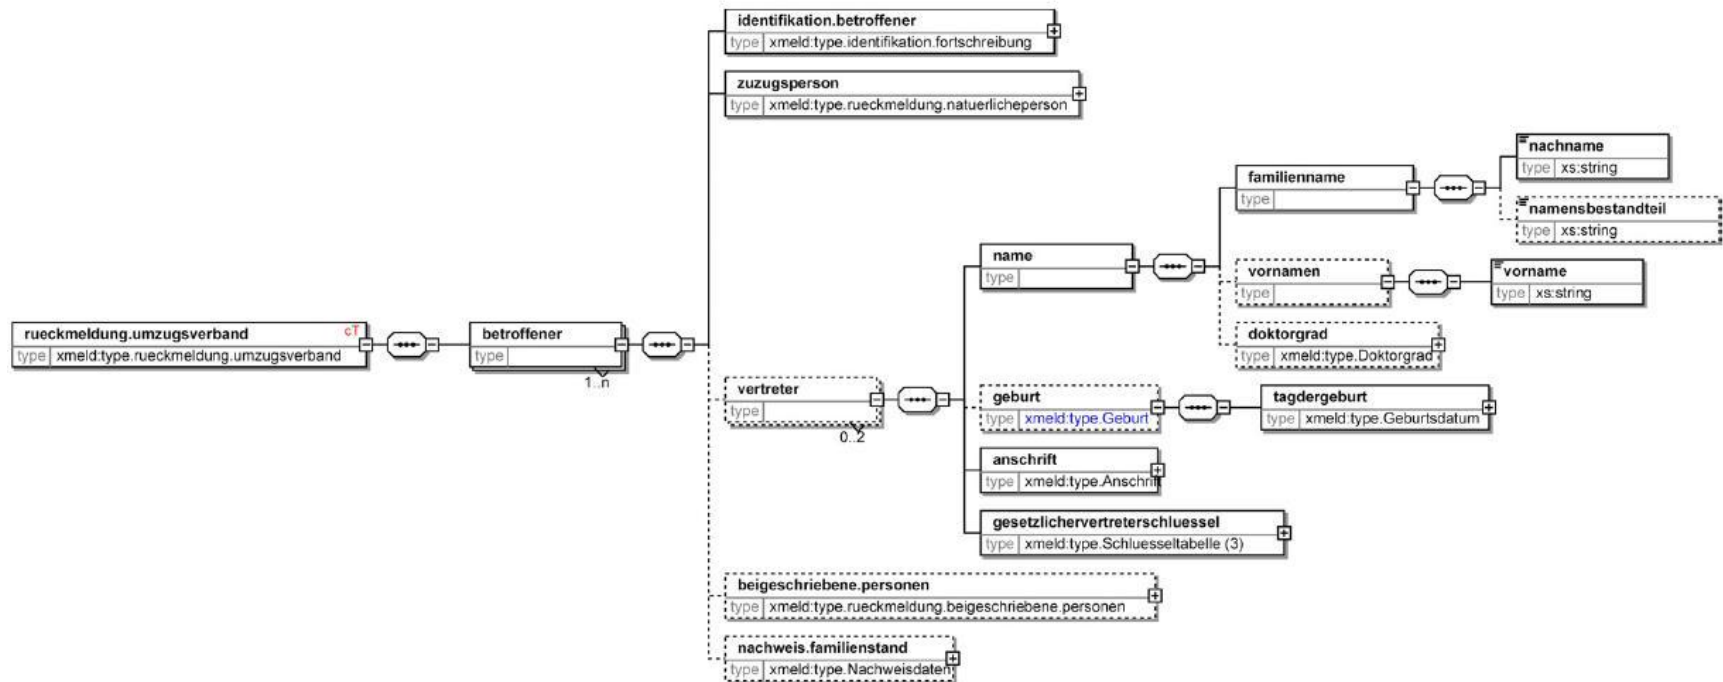 identifikation.betroffener
type xmeld:type.identifikation.fortschreibung
zuzugsperson
type xmeld:type.rueckmeldung.natuerlicheperson
nachname
type xs:string
familienname
type
namensbestandteil
type xs:string
name
type
vornamen
type
vorname
type xs:string
rueckmeldung.umzugsverband cT
type xmeld:type.rueckmeldung.umzugsverband
betroffener
type
1..n
doktorgrad
type xmeld:type.Doktorgrad
vertreter
type
0..2
geburt
type xmeld:type.Geburt
tagdergeburt
type xmeld:type.Geburtsdatum
anschrift
type xmeld:type.Anschrift
gesetzlichervertreterschluessel
type xmeld:type.Schluesseltabelle (3)
beigeschriebene.personen
type xmeld:type.rueckmeldung.beigeschriebene.personen
nachweis.familienstand
type xmeld:type.Nachweisdaten